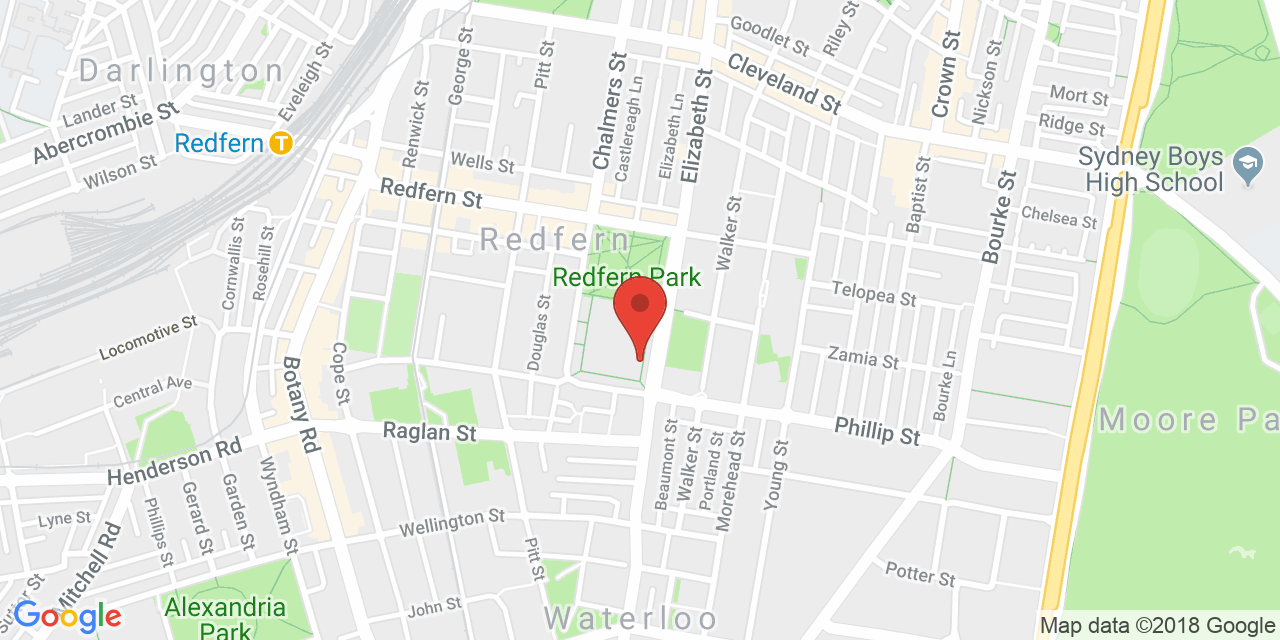 Goodlet St
Riley St
George St
Pitt St
Chalmers St
Castlereagh Ln
Elizabeth Ln
Elizabeth St
Cleveland St
Crown St
Nickson St
Mort St
Ridge St
Darlington
Lander St
Eveleigh St
Abercrombie St
Wilson St
Redfern
T
Renwick St
Wells St
Redfern St
Sydney Boys
High School
Baptist St
Bourke St
Chelsea St
Walker St
Cornwallis St
Rosehill St
Redfern
Redfern Park
Telopea St
Locomotive St
Douglas St
Zamia St
Bourke Ln
Central Ave
Cope St
Botany Rd
Moore Pa
Raglan St
Phillip St
Henderson Rd
Beaumont St
Walker St
Portland St
Morehead St
Young St
Wyndham St
Garden St
Gerard St
Phillips St
Lyne St
Mitchell Rd
Wellington St
Pitt St
Potter St
John St
Alexandria
Park
Waterloo
Google
Map data ©2018 Google